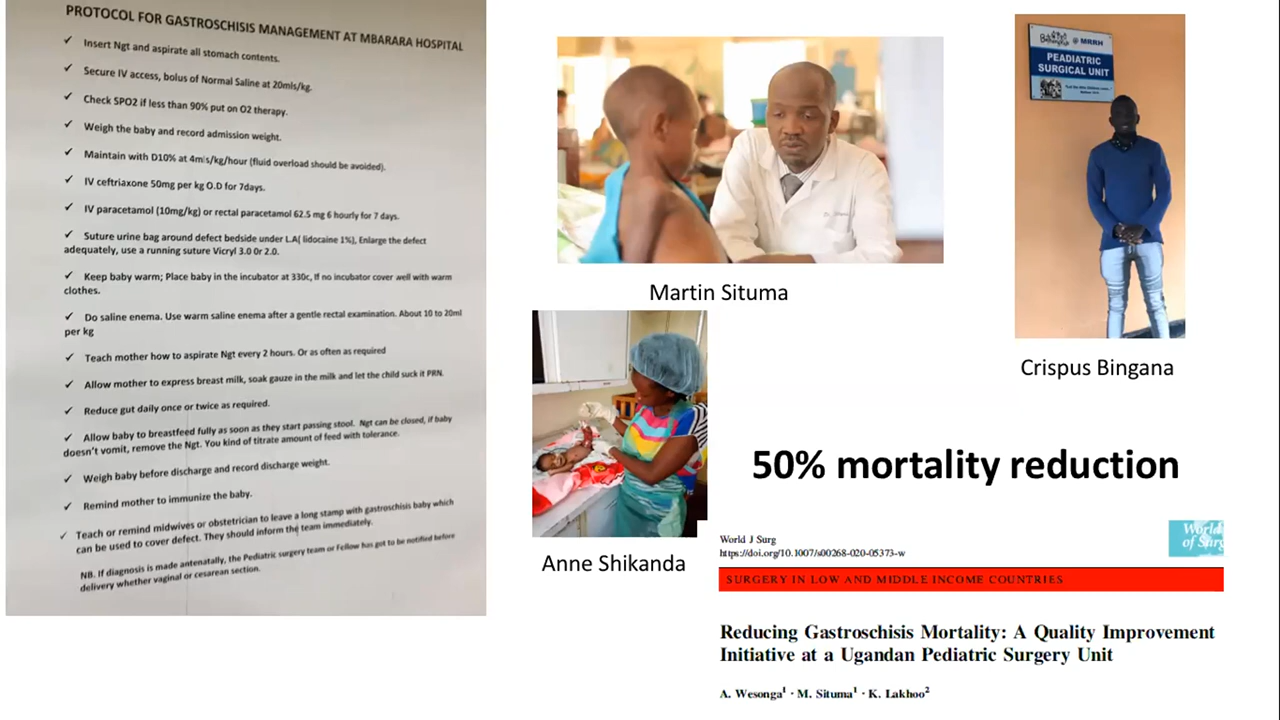 PROTOCOL FOR GASTROSCHISIS MANAGEMENT AT MBARARA HOSPITAL
✓ Insert Ngt and aspirate all stomach contents.
✓ Secure IV access, bolus of Normal Saline at 20mls/kg.
✓ Check SPO2 if less than 90% put on O2 therapy.
✓ Weigh the baby and record admission weight.
✓ Maintain with D10% at 4mls/kg/hour (fluid overload should be avoided).
✓ IV ceftriaxone 50mg per kg O.D for 7days.
✓ IV paracetamol (10mg/kg) or rectal paracetamol 62.5 mg 6 hourly for 7 days.
✓ Suture urine bag around defect bedside under L.A( lidocaine 1%), Enlarge the defect
adequately, use a running suture Vicryl 3.0 0r 2.0.
✓ Keep baby warm; Place baby in the incubator at 330c, If no incubator cover well with warm
clothes.
✓ Do saline enema. Use warm saline enema after a gentle rectal examination. About 10 to 20ml
per kg
✓ Teach mother how to aspirate Ngt every 2 hours. Or as often as required
✓ Allow mother to express breast milk, soak gauze in the milk and let the child suck it PRN.
✓ Reduce gut daily once or twice as required.
✓ Allow baby to breastfeed fully as soon as they start passing stool. Ngt can be closed, if baby
doesn't vomit, remove the Ngt. You kind of titrate amount of feed with tolerance.
✓ Weigh baby before discharge and record discharge weight.
✓ Remind mother to immunize the baby.
✓ Teach or remind midwives or obstetrician to leave a long stamp with gastroschisis baby which
can be used to cover defect. They should inform the team immediately.
NB. If diagnosis is made antenatally, the Pediatric surgery team or Fellow has got to be notified before
delivery whether vaginal or cesarean section.
@ MRRH
PEADIATRIC
SURGICAL UNIT
Martin Situma
Crispus Bingana
Anne Shikanda
50% mortality reduction
World J Surg
https://doi.org/10.1007/s00268-020-05373-w
World
of Surg
SURGERY IN LOW AND MIDDLE INCOME COUNTRIES
Reducing Gastroschisis Mortality: A Quality Improvement
Initiative at a Ugandan Pediatric Surgery Unit
A. Wesonga¹ · M. Situma¹ · K. Lakhoo²